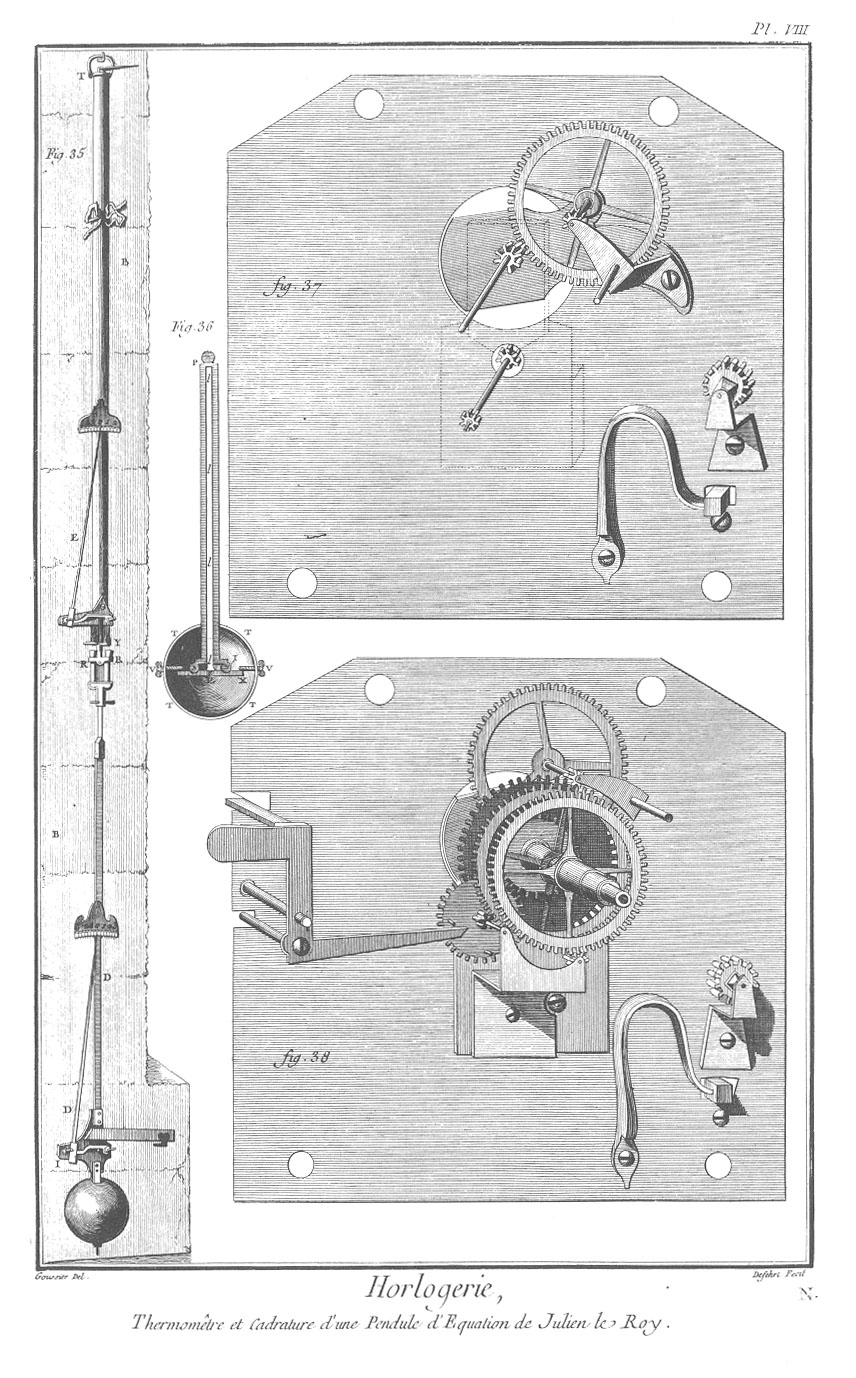 Pl. VIII
T
Fig. 35
B
fig. 37
Fig. 36
P
l
l
l
E
Y
R
R
T
T
V
I
V
X
T
T
B
D
fig. 38
D
I
Goussier Del.
Defehrt Fecit
Horlogerie,
N.
Thermomêtre et Cadrature d'une Pendule d'Equation de Julien le Roy.